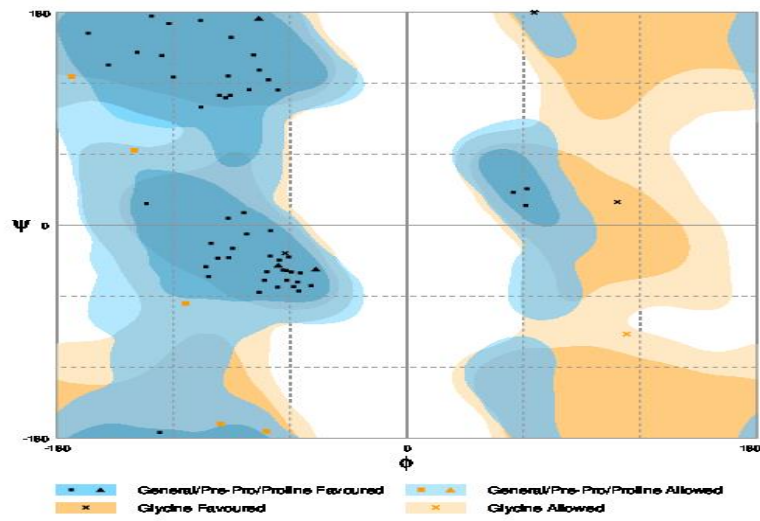 180
ψ
0
-180
-180
0
180
ϕ
General/Pre-Pro/Proline Favoured
General/Pre-Pro/Proline Allowed
Glycine Favoured
Glycine Allowed